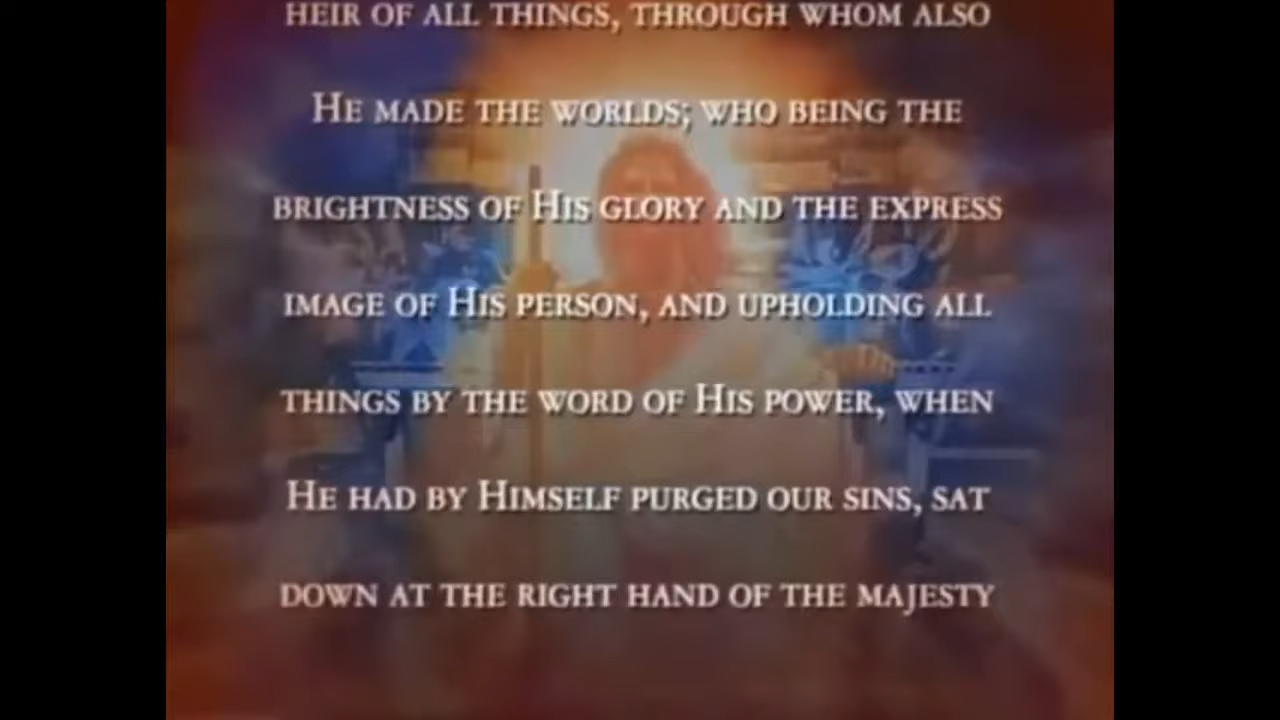 HEIR OF ALL THINGS, THROUGH WHOM ALSO
HE MADE THE WORLDS; WHO BEING THE
BRIGHTNESS OF HIS GLORY AND THE EXPRESS
IMAGE OF HIS PERSON, AND UPHOLDING ALL
THINGS BY THE WORD OF HIS POWER, WHEN
HE HAD BY HIMSELF PURGED OUR SINS, SAT
DOWN AT THE RIGHT HAND OF THE MAJESTY